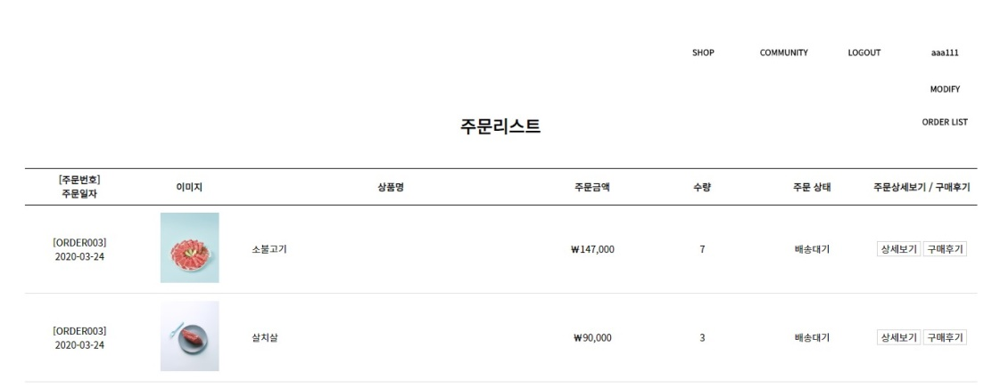 SHOP COMMUNITY LOGOUT aaa111
MODIFY
ORDER LIST
주문리스트
[주문번호]
주문일자
이미지 상품명 주문금액 수량 주문 상태 주문상세보기 / 구매후기
[ORDER003]
2020-03-24
소불고기 ₩147,000 7 배송대기 상세보기 구매후기
[ORDER003]
2020-03-24
살치살 ₩90,000 3 배송대기 상세보기 구매후기